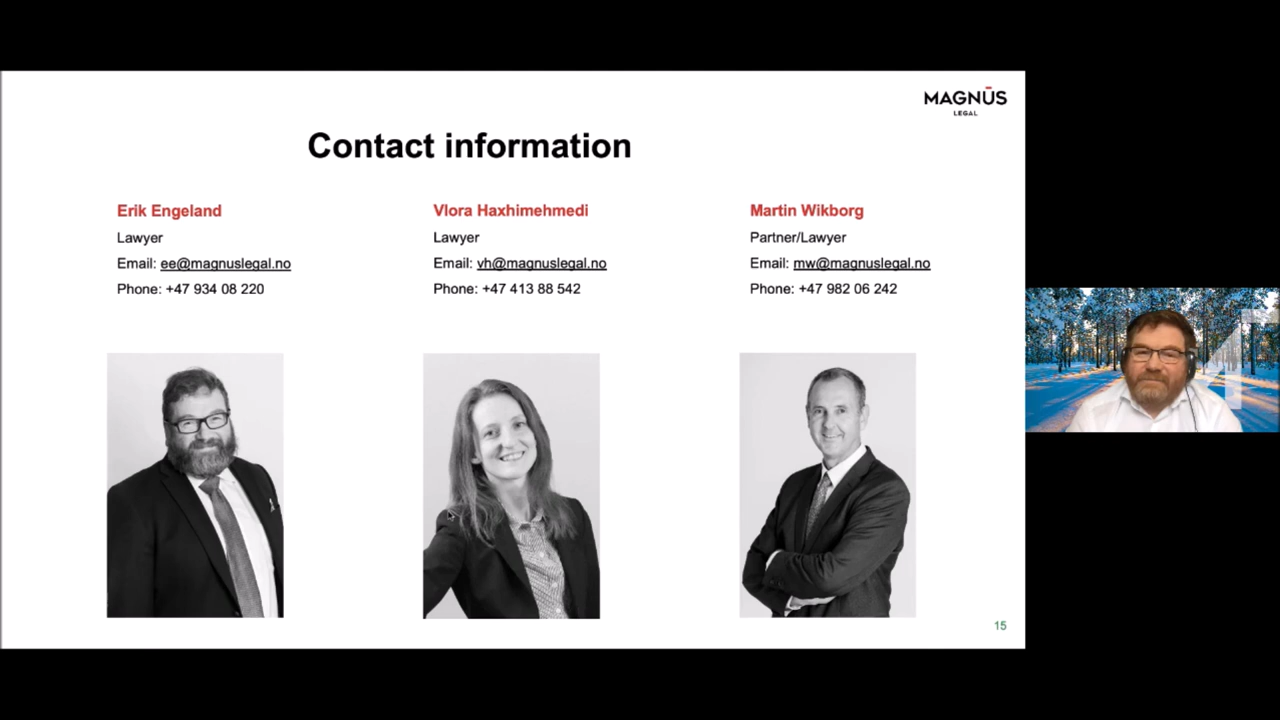 MAGNŪS
LEGAL
Contact information
Erik Engeland
Lawyer
Email: ee@magnuslegal.no
Phone: +47 934 08 220
Vlora Haxhimehmedi
Lawyer
Email: vh@magnuslegal.no
Phone: +47 413 88 542
Martin Wikborg
Partner/Lawyer
Email: mw@magnuslegal.no
Phone: +47 982 06 242
15